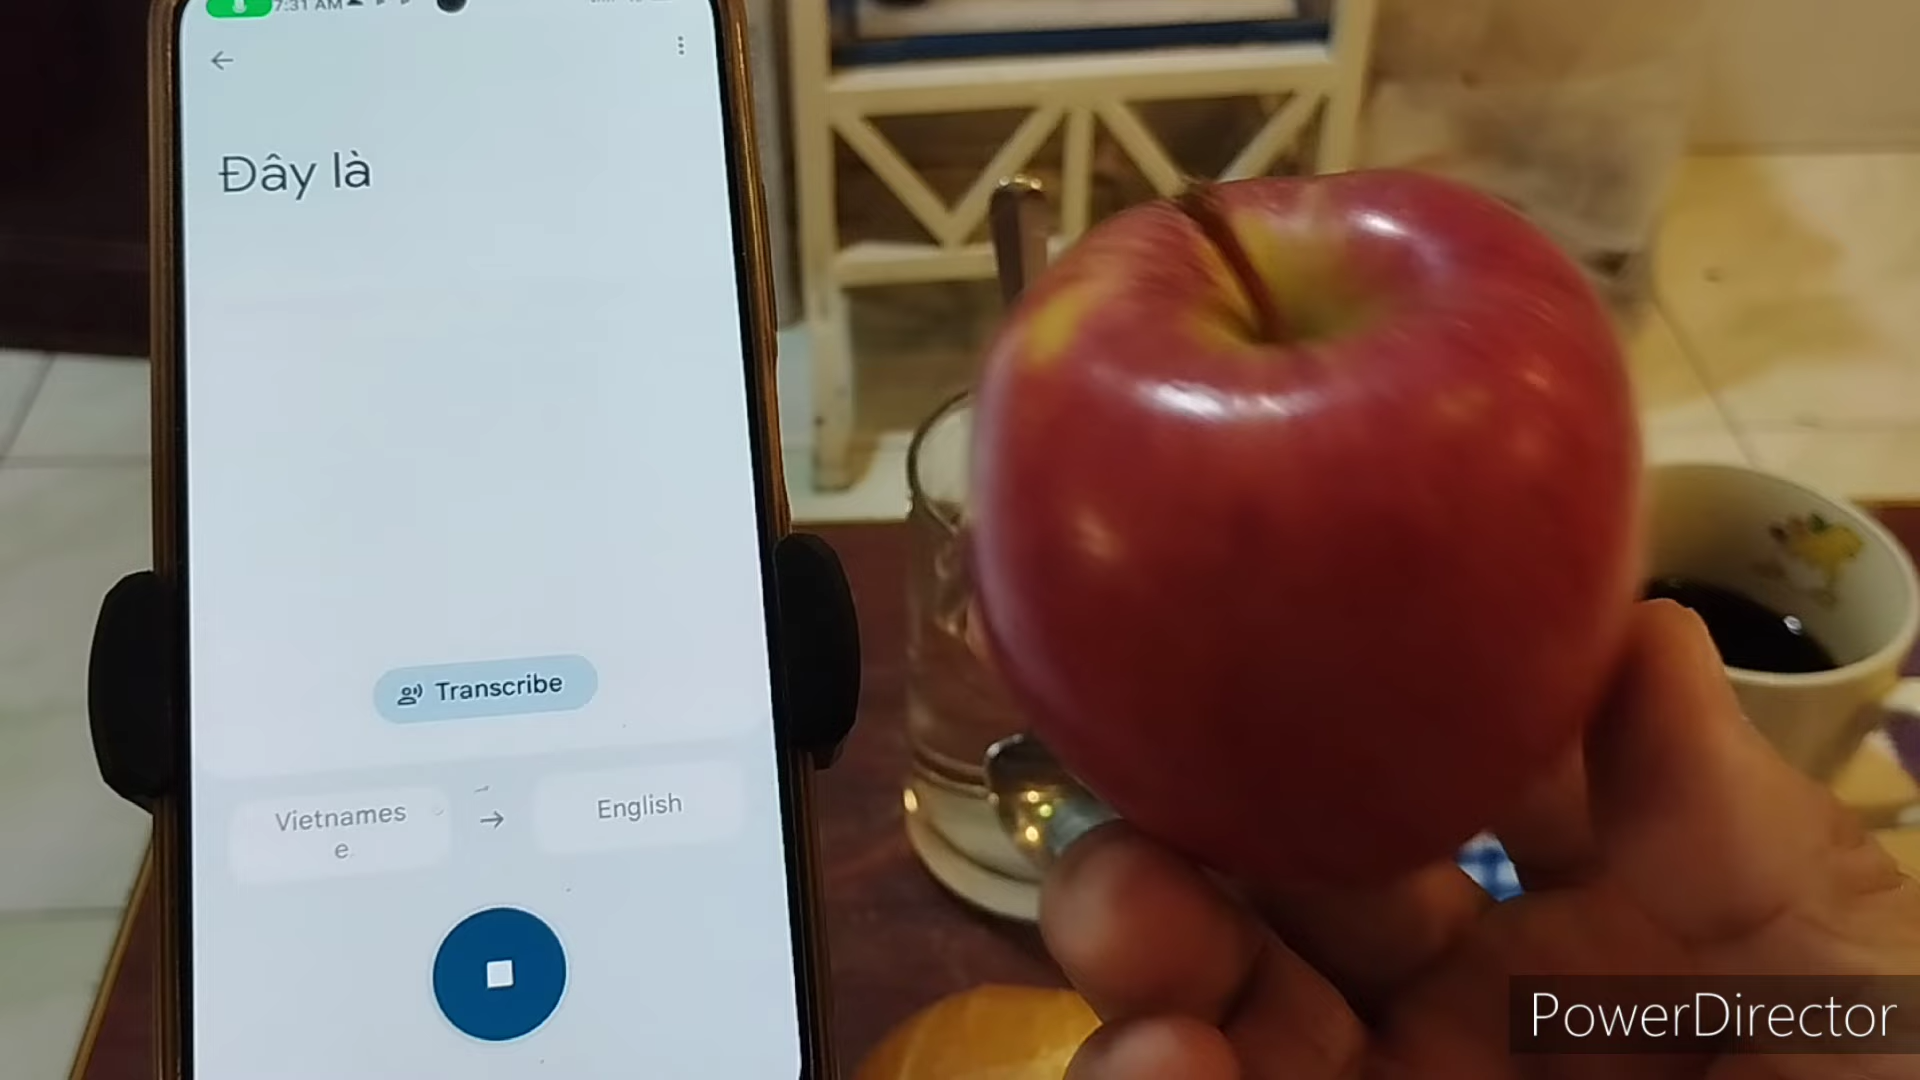 7:31 AM
Đây là
Transcribe
Vietnames
e
→
English
PowerDirector